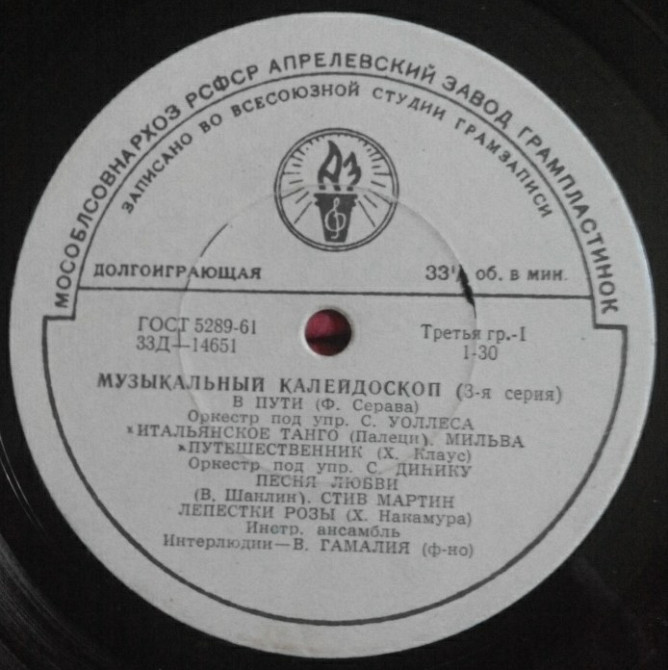 МОСОБЛСОВНАРХОЗ РСФСР АПРЕЛЕВСКИЙ ЗАВОД ГРАМПЛАСТИНОК
ЗАПИСАНО ВО ВСЕСОЮЗНОЙ СТУДИИ ГРАМЗАПИСИ
АЗ
ДОЛГОИГРАЮЩАЯ 33⅓ об. в мин.
ГОСТ 5289-61 Третья гр.-I
33Д—14651 1-30
МУЗЫКАЛЬНЫЙ КАЛЕЙДОСКОП (3-я серия)
В ПУТИ (Ф. Серава)
Оркестр под упр. С. УОЛЛЕСА
ИТАЛЬЯНСКОЕ ТАНГО (Палеци). МИЛЬВА
ПУТЕШЕСТВЕННИК (Х. Клаус)
Оркестр под упр. С. ДИНИКУ
ПЕСНЯ ЛЮБВИ
(В. Шанлин). СТИВ МАРТИН
ЛЕПЕСТКИ РОЗЫ (Х. Накамура)
Инстр. ансамбль
Интерлюдии—В. ГАМАЛИЯ (ф-но)